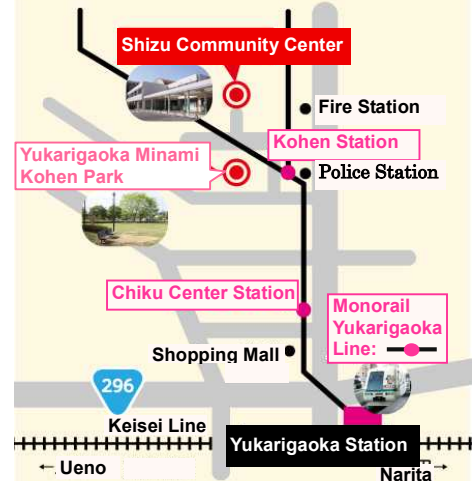 Shizu Community Center
Fire Station
Kohen Station
Yukarigaoka Minami
Kohen Park
Police Station
Chiku Center Station
Monorail
Yukarigaoka
Line:
Shopping Mall
296
Keisei Line
Yukarigaoka Station
← Ueno
Narita →